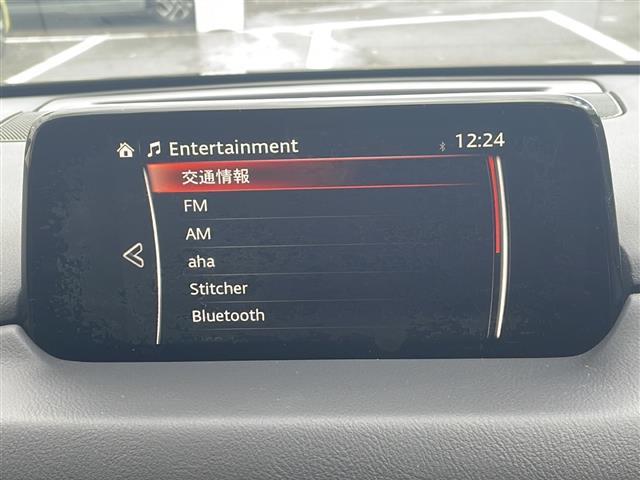 Entertainment 12:24
交通情報
FM
AM
aha
Stitcher
Bluetooth